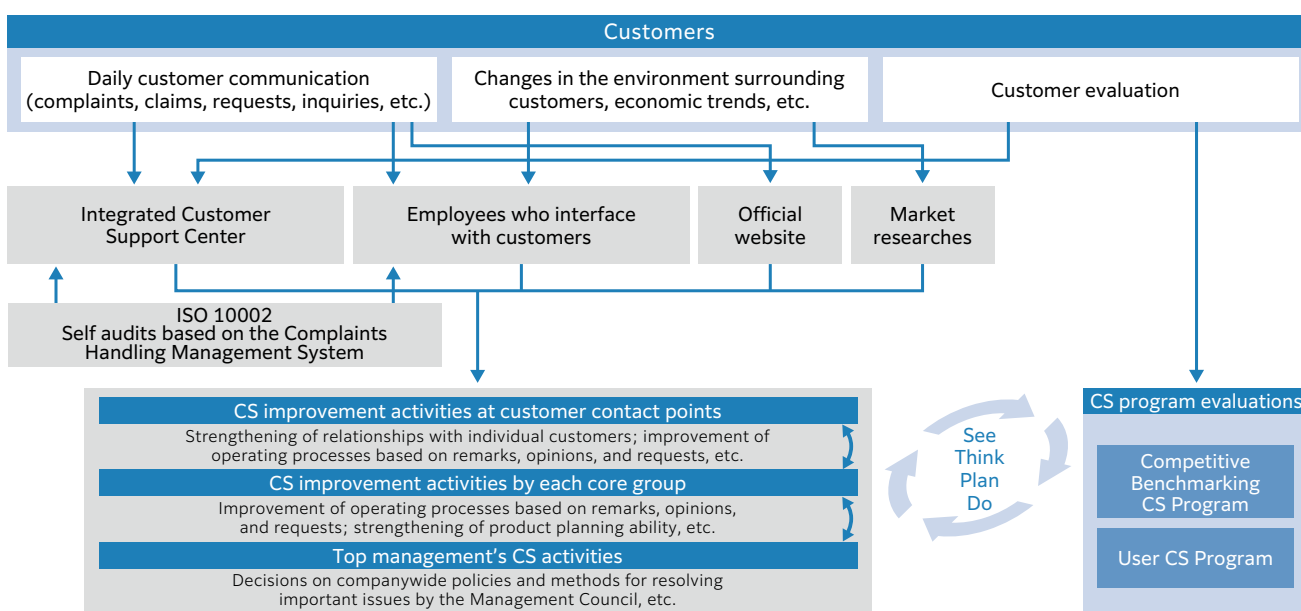 Customers
Daily customer communication
(complaints, claims, requests, inquiries, etc.)
Changes in the environment surrounding
customers, economic trends, etc.
Customer evaluation
Integrated Customer
Support Center
Employees who interface
with customers
Official
website
Market
researches
ISO 10002
Self audits based on the Complaints
Handling Management System
CS improvement activities at customer contact points
Strengthening of relationships with individual customers; improvement of
operating processes based on remarks, opinions, and requests, etc.
CS improvement activities by each core group
Improvement of operating processes based on remarks, opinions,
and requests; strengthening of product planning ability, etc.
Top management’s CS activities
Decisions on companywide policies and methods for resolving
important issues by the Management Council, etc.
See
Think
Plan
Do
CS program evaluations
Competitive
Benchmarking
CS Program
User CS Program